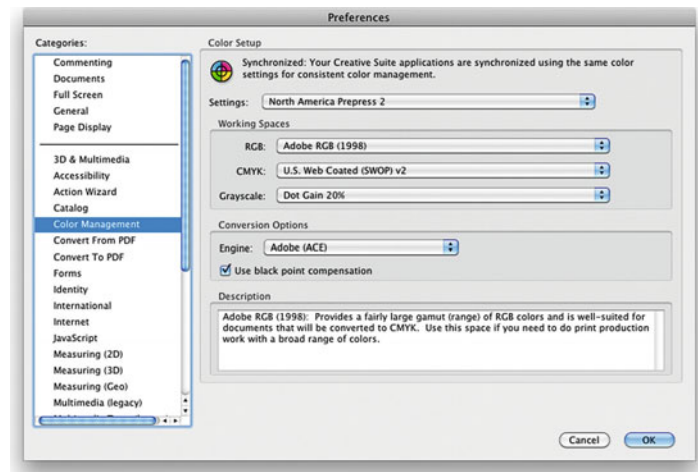 Preferences
Categories:
Commenting
Documents
Full Screen
General
Page Display
3D & Multimedia
Accessibility
Action Wizard
Catalog
Color Management
Convert From PDF
Convert To PDF
Forms
Identity
International
Internet
JavaScript
Measuring (2D)
Measuring (3D)
Measuring (Geo)
Multimedia (legacy)
Color Setup
Synchronized: Your Creative Suite applications are synchronized using the same color
settings for consistent color management.
Settings: North America Prepress 2
Working Spaces
RGB: Adobe RGB (1998)
CMYK: U.S. Web Coated (SWOP) v2
Grayscale: Dot Gain 20%
Conversion Options
Engine: Adobe (ACE)
Use black point compensation
Description
Adobe RGB (1998): Provides a fairly large gamut (range) of RGB colors and is well-suited for
documents that will be converted to CMYK. Use this space if you need to do print production
work with a broad range of colors.
Cancel OK